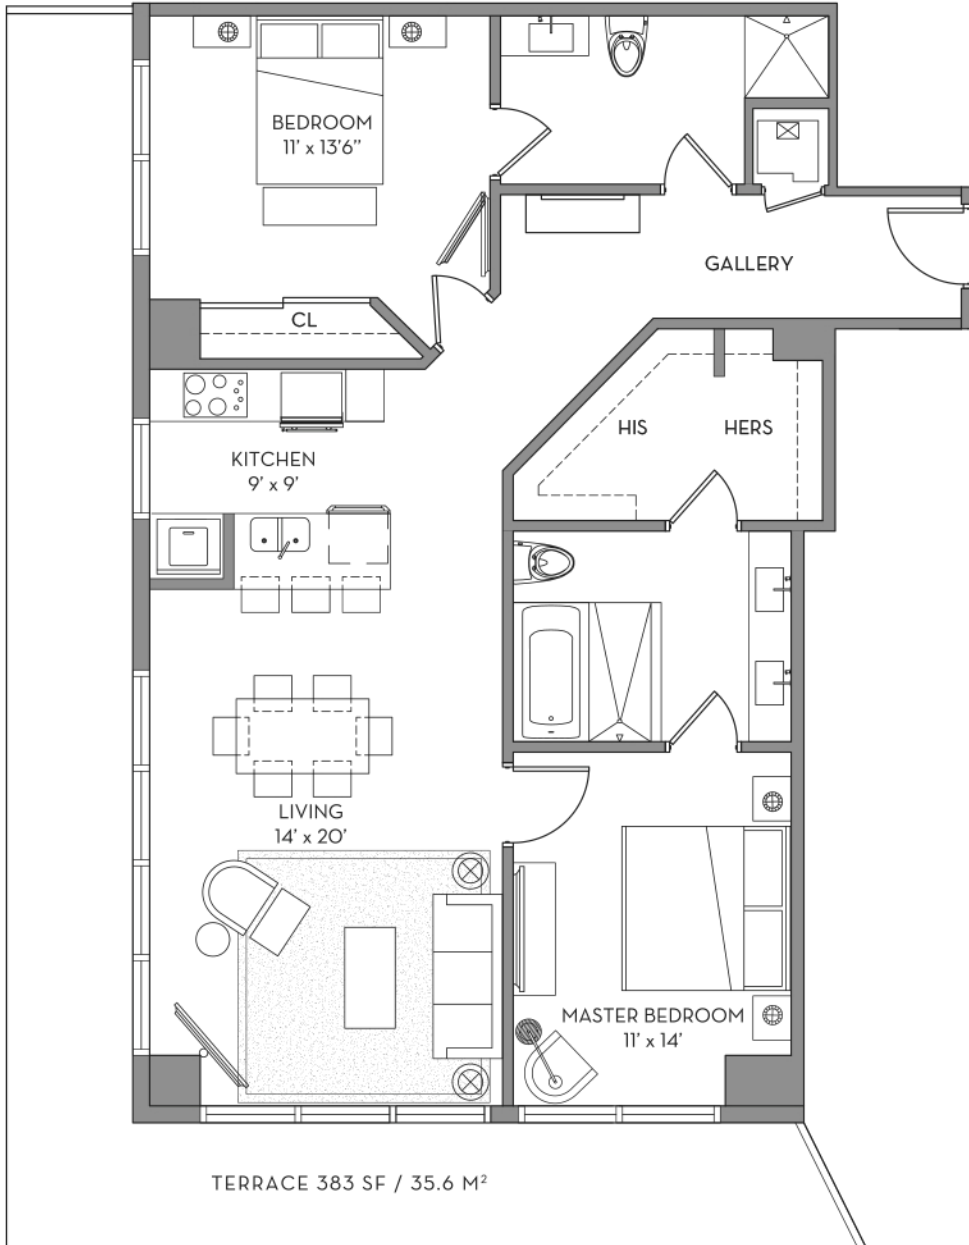 BEDROOM
11' x 13'6"
GALLERY
CL
HIS
HERS
KITCHEN
9' x 9'
LIVING
14' x 20'
MASTER BEDROOM
11' x 14'
TERRACE 383 SF / 35.6 M²